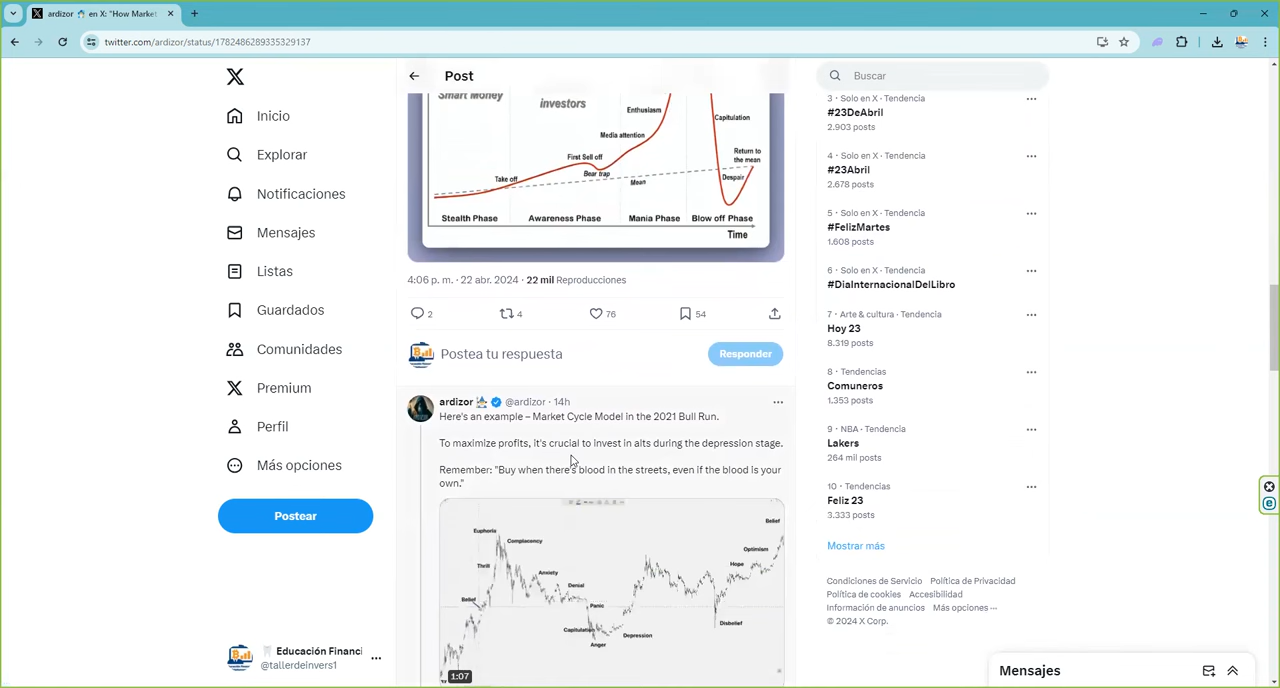 ardizor en X: "How Market
twitter.com/ardizor/status/1782486289335329137
Inicio
Explorar
Notificaciones
Mensajes
Listas
Guardados
Comunidades
Premium
Perfil
Más opciones
Postear
Educación Financi
@tallerdeinvers1
Post
Smart Money
investors
Enthusiasm
Capitulation
Media attention
First Sell off
Return to
the mean
Bear trap
Take off
Mean
Despair
Stealth Phase
Awareness Phase
Mania Phase
Blow off Phase
Time
4:06 p. m. · 22 abr. 2024 · 22 mil Reproducciones
2
4
76
54
Postea tu respuesta
Responder
ardizor @ardizor · 14h
Here's an example – Market Cycle Model in the 2021 Bull Run.
To maximize profits, it's crucial to invest in alts during the depression stage.
Remember: "Buy when there's blood in the streets, even if the blood is your
own."
Belief
Euphoria
Complacency
Optimism
Thrill
Hope
Anxiety
Denial
Belief
Panic
Disbelief
Capitulation
Depression
Anger
1:07
Buscar
3 · Solo en X · Tendencia
#23DeAbril
2.903 posts
4 · Solo en X · Tendencia
#23Abril
2.678 posts
5 · Solo en X · Tendencia
#FelizMartes
1.608 posts
6 · Solo en X · Tendencia
#DiaInternacionalDelLibro
7 · Arte & cultura · Tendencia
Hoy 23
8.319 posts
8 · Tendencias
Comuneros
1.353 posts
9 · NBA · Tendencia
Lakers
264 mil posts
10 · Tendencias
Feliz 23
3.333 posts
Mostrar más
Condiciones de Servicio Política de Privacidad
Política de cookies Accesibilidad
Información de anuncios Más opciones ···
© 2024 X Corp.
Mensajes